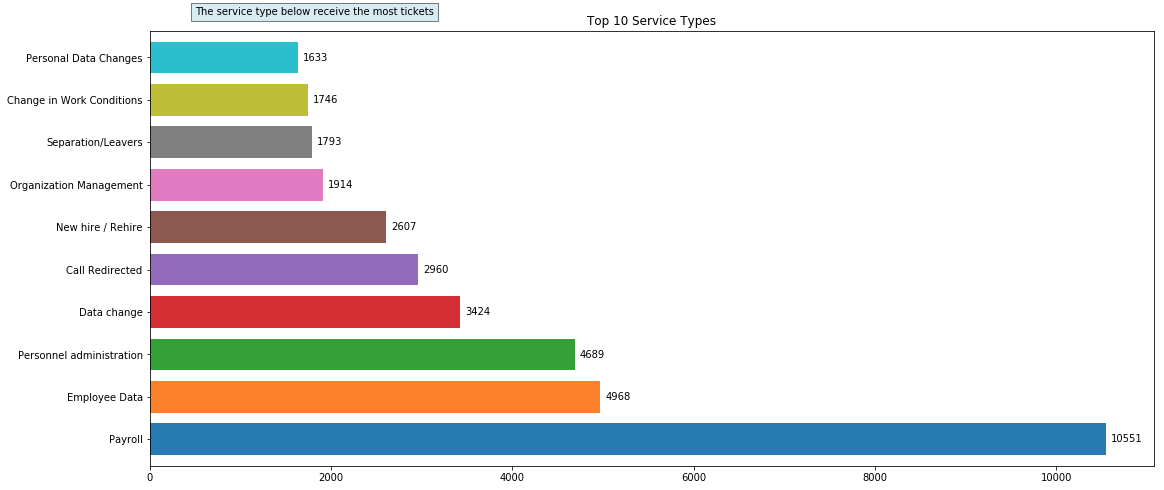 The service type below receive the most tickets
Top 10 Service Types
Personal Data Changes 1633
Change in Work Conditions 1746
Separation/Leavers 1793
Organization Management 1914
New hire / Rehire 2607
Call Redirected 2960
Data change 3424
Personnel administration 4689
Employee Data 4968
Payroll 10551
0 2000 4000 6000 8000 10000